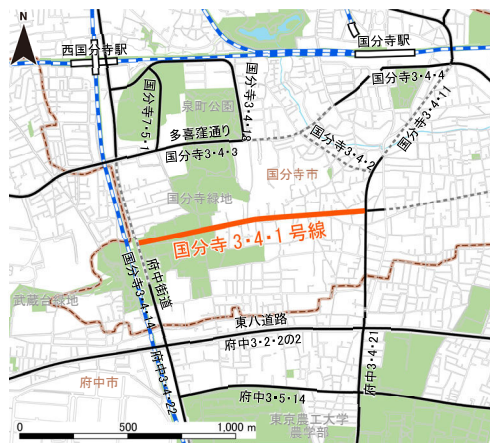 N
西国分寺駅
国分寺駅
国分寺3・4・4
国分寺3・4・11
国分寺3・4・18
国分寺7・5・1
泉町公園
多喜窪通り
国分寺3・4・3
国分寺3・4・2
国分寺市
国分寺緑地
国分寺 3・4・1 号線
武蔵台緑地
府中街道
国分寺3・4・14
東八道路
府中3・2・2の2
府中3・4・22
府中3・4・21
府中市
府中3・5・14
東京農工大学
農学部
0 500 1,000 m